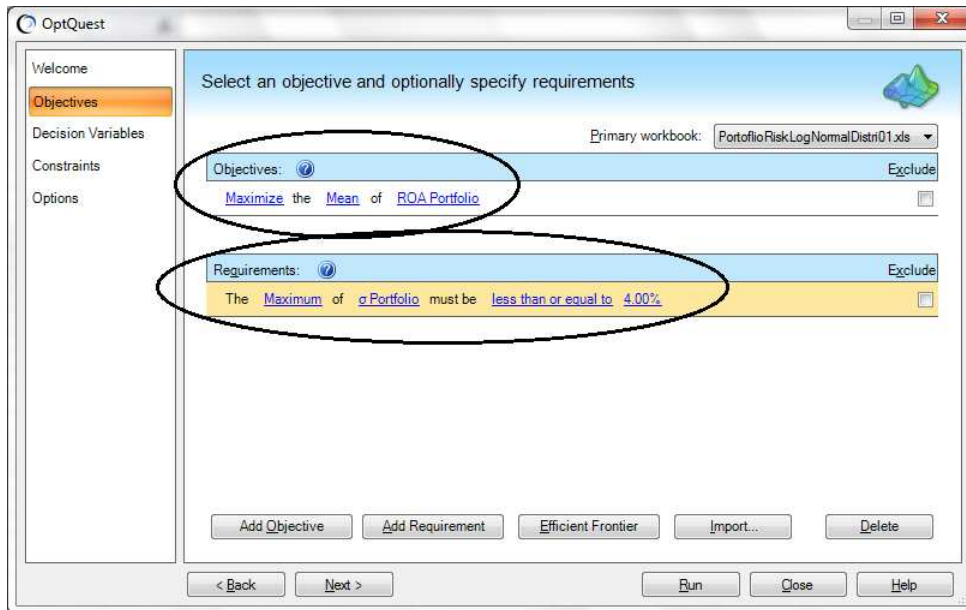 OptQuest
Welcome
Objectives
Decision Variables
Constraints
Options
Select an objective and optionally specify requirements
Primary workbook: PortoflioRiskLogNormalDistri01.xls
Objectives: Exclude
Maximize the Mean of ROA Portfolio
Requirements: Exclude
The Maximum of σ Portfolio must be less than or equal to 4.00%
Add Objective Add Requirement Efficient Frontier Import... Delete
< Back Next > Run Close Help